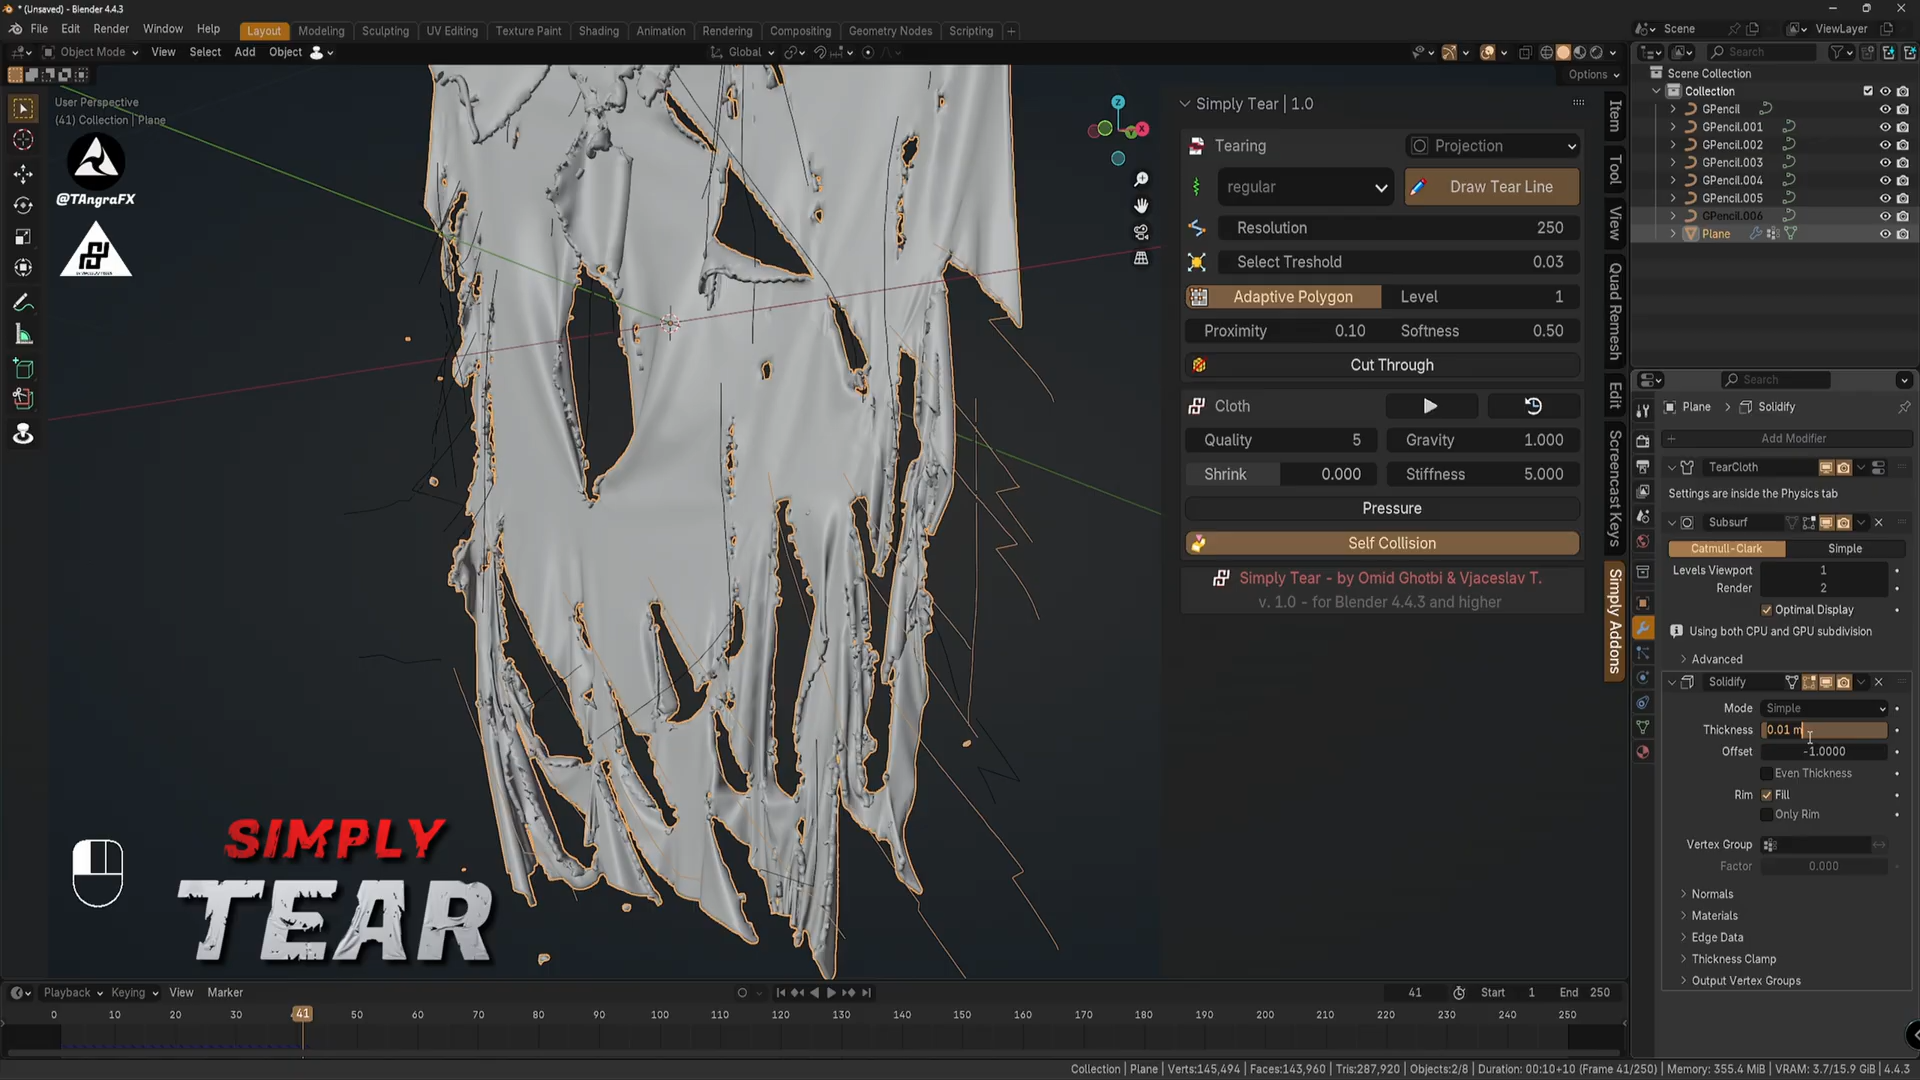 * (Unsaved) - Blender 4.4.3
File Edit Render Window Help
Layout Modeling Sculpting UV Editing Texture Paint Shading Animation Rendering Compositing Geometry Nodes Scripting +
Scene
ViewLayer
Object Mode View Select Add Object
Global
Search
Options
User Perspective
(41) Collection | Plane
@TAngraFX
Simply Tear | 1.0
Tearing Projection
regular Draw Tear Line
Resolution 250
Select Treshold 0.03
Adaptive Polygon Level 1
Proximity 0.10 Softness 0.50
Cut Through
Cloth
Quality 5 Gravity 1.000
Shrink 0.000 Stiffness 5.000
Pressure
Self Collision
Simply Tear - by Omid Ghotbi & Vjaceslav T.
v. 1.0 - for Blender 4.4.3 and higher
Item
Tool
View
Quad Remesh
Edit
Screencast Keys
Simply Addons
Scene Collection
Collection
GPencil
GPencil.001
GPencil.002
GPencil.003
GPencil.004
GPencil.005
GPencil.006
Plane
Search
Plane > Solidify
+ Add Modifier
TearCloth
Settings are inside the Physics tab
Subsurf
Catmull-Clark Simple
Levels Viewport 1
Render 2
Optimal Display
Using both CPU and GPU subdivision
Advanced
Solidify
Mode Simple
Thickness 0.01 m
Offset -1.0000
Even Thickness
Rim Fill
Only Rim
Vertex Group
Factor 0.000
Normals
Materials
Edge Data
Thickness Clamp
Output Vertex Groups
SIMPLY
TEAR
Playback Keying View Marker
41 Start 1 End 250
0 10 20 30 41 50 60 70 80 90 100 110 120 130 140 150 160 170 180 190 200 210 220 230 240 250
Collection | Plane | Verts:145,494 | Faces:143,960 | Tris:287,920 | Objects:2/8 | Duration: 00:10+10 (Frame 41/250) | Memory: 355.4 MiB | VRAM: 3.7/15.9 GiB | 4.4.3